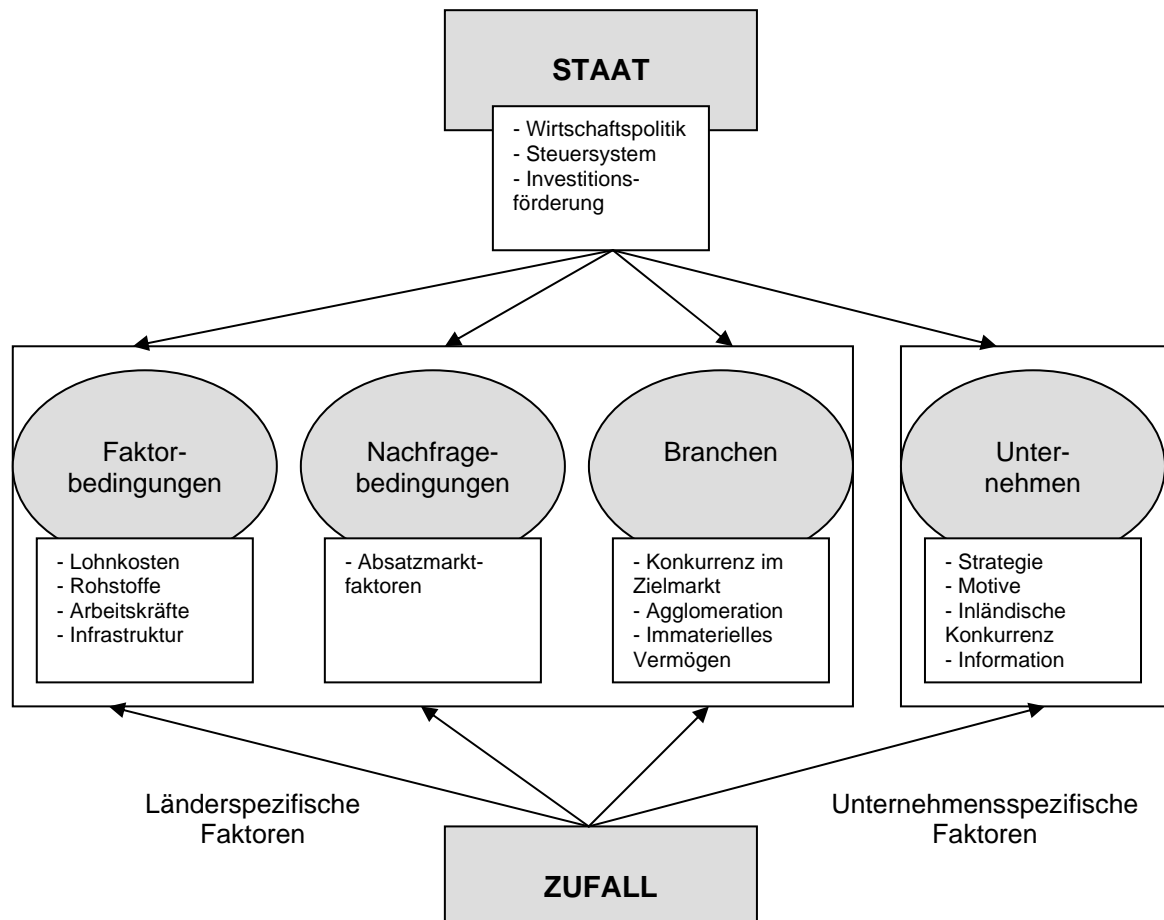 STAAT
- Wirtschaftspolitik
- Steuersystem
- Investitions-
förderung
Faktor-
bedingungen
- Lohnkosten
- Rohstoffe
- Arbeitskräfte
- Infrastruktur
Nachfrage-
bedingungen
- Absatzmarkt-
faktoren
Branchen
- Konkurrenz im
Zielmarkt
- Agglomeration
- Immaterielles
Vermögen
Unter-
nehmen
- Strategie
- Motive
- Inländische
Konkurrenz
- Information
Länderspezifische
Faktoren
Unternehmensspezifische
Faktoren
ZUFALL